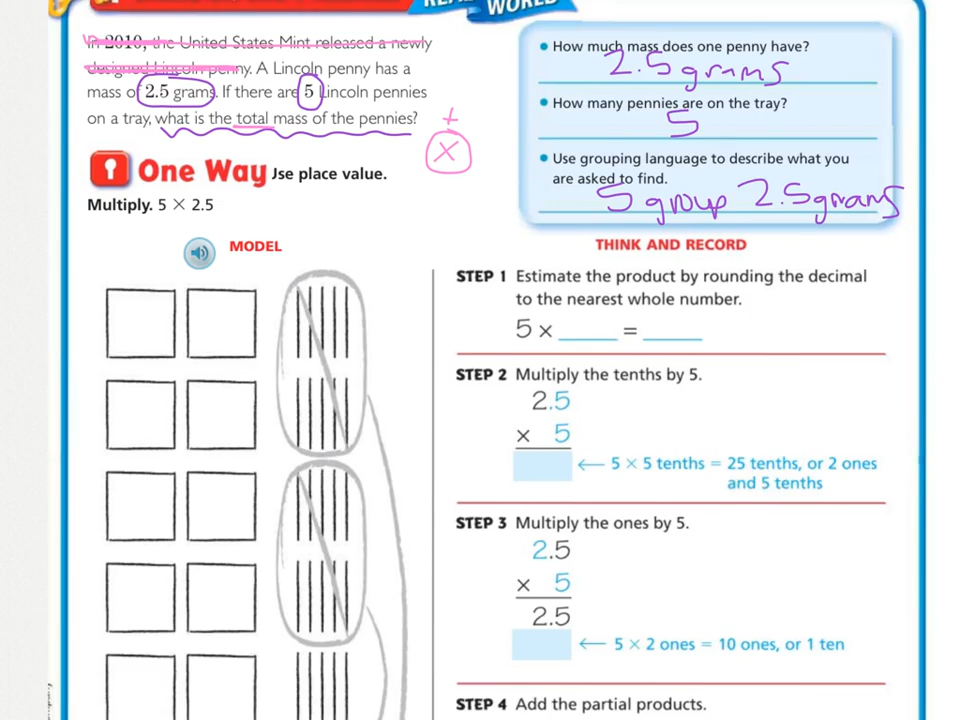 REAL WORLD
In 2010, the United States Mint released a newly
designed Lincoln penny. A Lincoln penny has a
mass of 2.5 grams. If there are 5 Lincoln pennies
on a tray, what is the total mass of the pennies?
+
×
• How much mass does one penny have?
2.5 grams
• How many pennies are on the tray?
5
• Use grouping language to describe what you
are asked to find.
5 group 2.5 grams
One Way Use place value.
Multiply. 5 × 2.5
MODEL
THINK AND RECORD
STEP 1 Estimate the product by rounding the decimal
to the nearest whole number.
5 × ____ = ____
STEP 2 Multiply the tenths by 5.
2.5
× 5
← 5 × 5 tenths = 25 tenths, or 2 ones
and 5 tenths
STEP 3 Multiply the ones by 5.
2.5
× 5
2.5
← 5 × 2 ones = 10 ones, or 1 ten
STEP 4 Add the partial products.